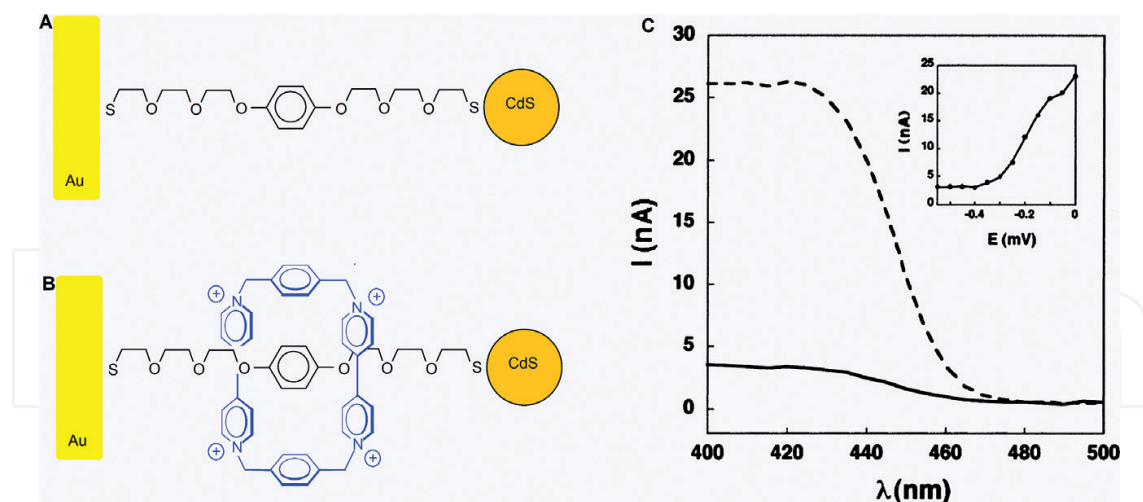 A
S O O O O O O S
CdS
Au
B
N + N +
S O O O O O O S
CdS
Au
N + N +
C
I (nA)
30
25
20
15
10
5
0
400 420 440 460 480 500
λ (nm)
I (nA)
25
20
15
10
5
0
-0.4 -0.2 0
E (mV)